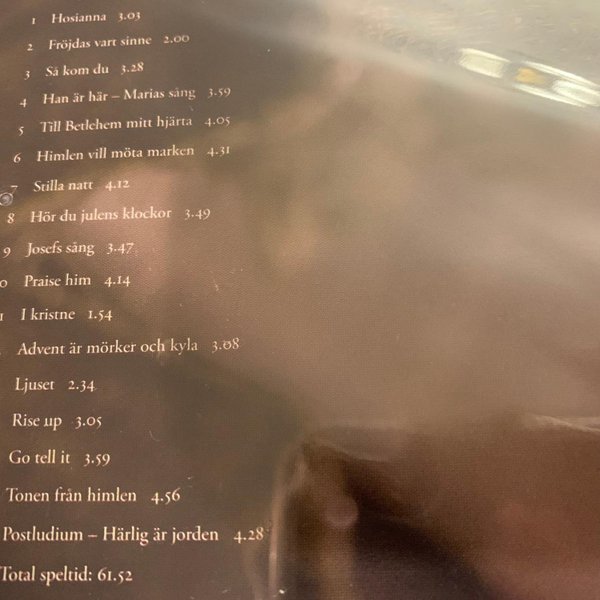 1 Hosianna 3.03
2 Fröjdas vart sinne 2.00
3 Så kom du 3.28
4 Han är här – Marias sång 3.59
5 Till Betlehem mitt hjärta 4.05
6 Himlen vill möta marken 4.31
7 Stilla natt 4.12
8 Hör du julens klockor 3.49
9 Josefs sång 3.47
0 Praise him 4.14
1 I kristne 1.54
Advent är mörker och kyla 3.08
Ljuset 2.34
Rise up 3.05
Go tell it 3.59
Tonen från himlen 4.56
Postludium – Härlig är jorden 4.28
Total speltid: 61.52